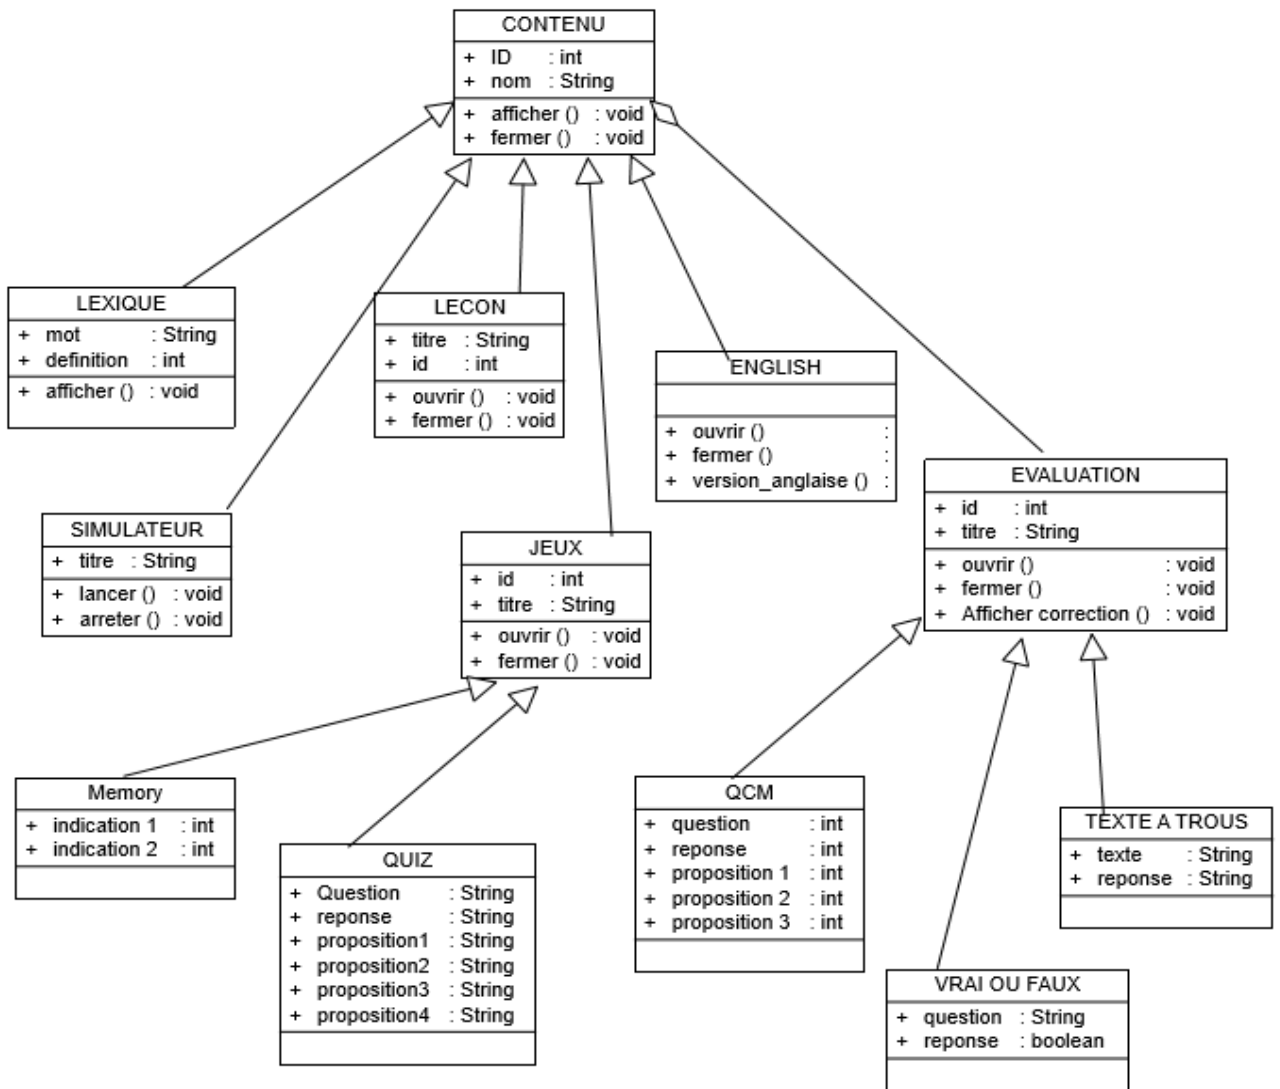 CONTENU
+ ID : int
+ nom : String
+ afficher () : void
+ fermer () : void
LEXIQUE
+ mot : String
+ definition : int
+ afficher () : void
LECON
+ titre : String
+ id : int
+ ouvrir () : void
+ fermer () : void
ENGLISH
+ ouvrir () :
+ fermer () :
+ version_anglaise () :
EVALUATION
+ id : int
+ titre : String
+ ouvrir () : void
+ fermer () : void
+ Afficher correction () : void
SIMULATEUR
+ titre : String
+ lancer () : void
+ arreter () : void
JEUX
+ id : int
+ titre : String
+ ouvrir () : void
+ fermer () : void
Memory
+ indication 1 : int
+ indication 2 : int
QUIZ
+ Question : String
+ reponse : String
+ proposition1 : String
+ proposition2 : String
+ proposition3 : String
+ proposition4 : String
QCM
+ question : int
+ reponse : int
+ proposition 1 : int
+ proposition 2 : int
+ proposition 3 : int
TEXTE A TROUS
+ texte : String
+ reponse : String
VRAI OU FAUX
+ question : String
+ reponse : boolean